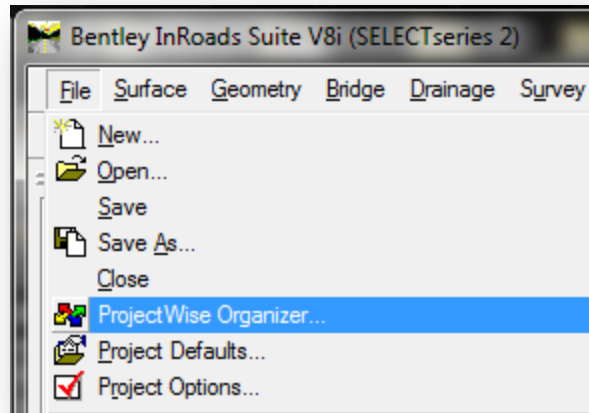 Bentley InRoads Suite V8i (SELECTseries 2)
File Surface Geometry Bridge Drainage Survey
New...
Open...
Save
Save As...
Close
ProjectWise Organizer...
Project Defaults...
Project Options...